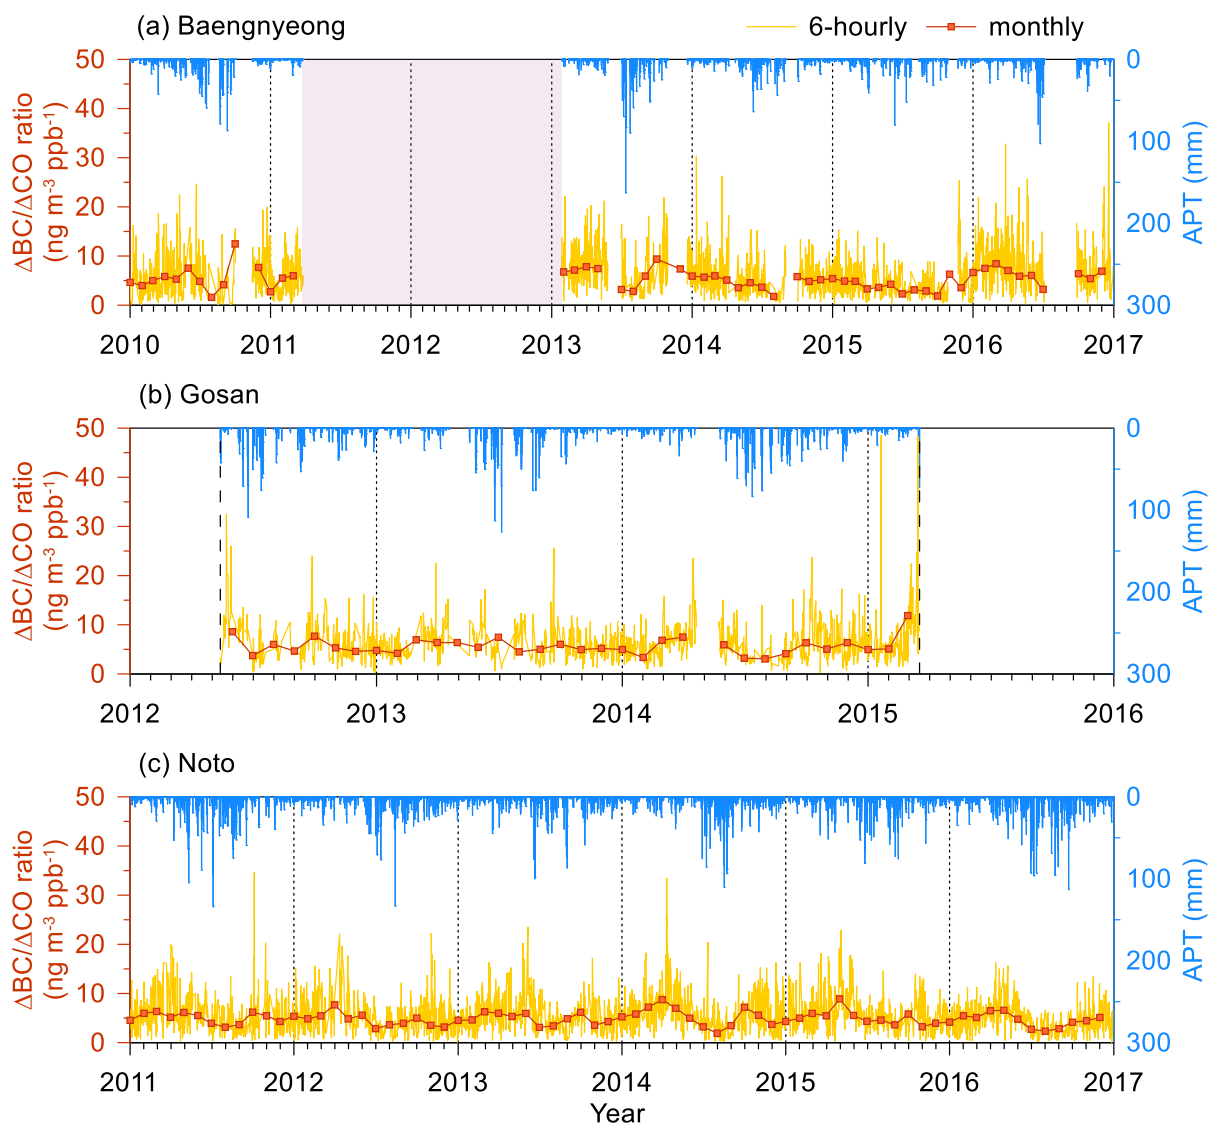 (a) Baengnyeong
6-hourly
monthly
ΔBC/ΔCO ratio
(ng m⁻³ ppb⁻¹)
50
40
30
20
10
0
0
100
200
300
APT (mm)
2010 2011 2012 2013 2014 2015 2016 2017
(b) Gosan
ΔBC/ΔCO ratio
(ng m⁻³ ppb⁻¹)
50
40
30
20
10
0
0
100
200
300
APT (mm)
2012 2013 2014 2015 2016
(c) Noto
ΔBC/ΔCO ratio
(ng m⁻³ ppb⁻¹)
50
40
30
20
10
0
0
100
200
300
APT (mm)
2011 2012 2013 2014 2015 2016 2017
Year